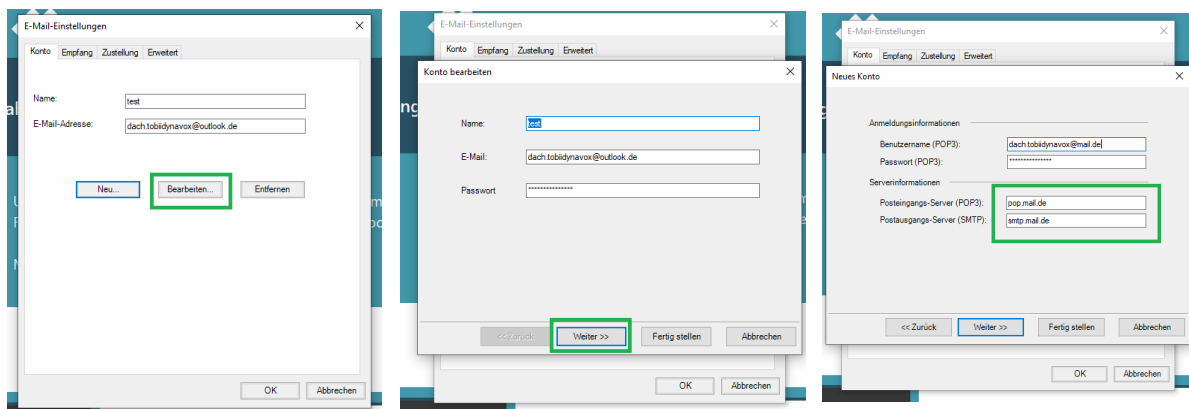 E-Mail-Einstellungen
Konto Empfang Zustellung Erweitert
Name: test
E-Mail-Adresse: dach.tobiidynavox@outlook.de
Neu... Bearbeiten... Entfernen
OK Abbrechen
E-Mail-Einstellungen
Konto Empfang Zustellung Erweitert
Konto bearbeiten
Name: test
E-Mail: dach.tobiidynavox@outlook.de
Passwort ***************
<< Zurück Weiter >> Fertig stellen Abbrechen
OK Abbrechen
E-Mail-Einstellungen
Konto Empfang Zustellung Erweitert
Neues Konto
Anmeldungsinformationen
Benutzername (POP3): dach.tobiidynavox@mail.de
Passwort (POP3): ***************
Serverinformationen
Posteingangs-Server (POP3): pop.mail.de
Postausgangs-Server (SMTP): smtp.mail.de
<< Zurück Weiter >> Fertig stellen Abbrechen
OK Abbrechen